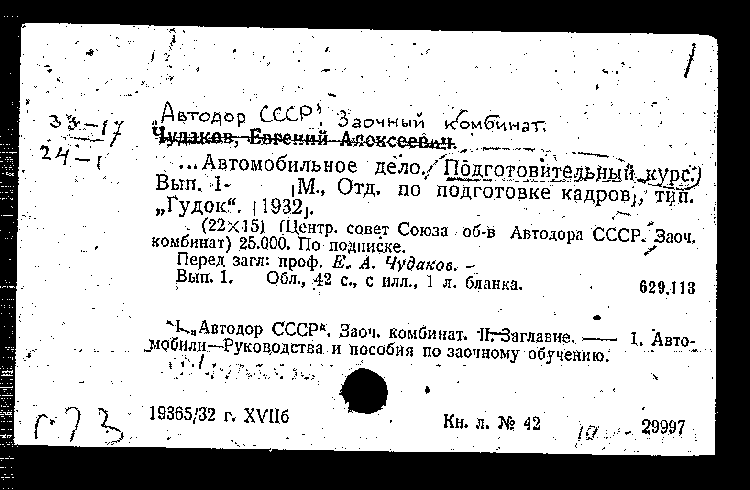 1
33-17
24-1
„Автодор СССР" Заочный комбинат.
Чудаков, Евгений Алексеевич.
...Автомобильное дело. Подготовительный курс.
Вып. I- [М., Отд. по подготовке кадров], тип.
„Гудок“. [1932].
(22×15) (Центр. совет Союза об-в Автодора СССР. Заоч.
комбинат) 25.000. По подписке.
Перед загл: проф. Е. А. Чудаков. —
Вып. 1. Обл., 42 с., с илл., 1 л. бланка.
629.113
I. „Автодор СССР“. Заоч. комбинат. II. Заглавие. —— 1. Авто-
мобили—Руководства и пособия по заочному обучению.
г73
19365/32 г. XVIIб
Кн. л. № 42
29997